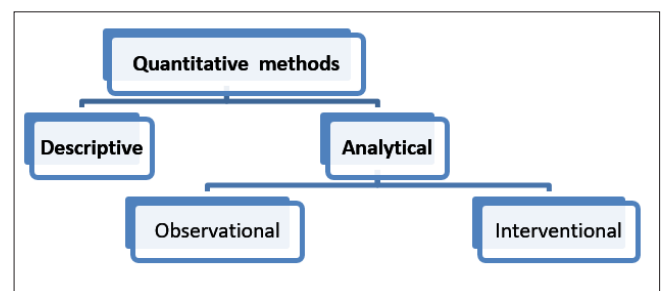 Quantitative methods
Descriptive
Analytical
Observational
Interventional